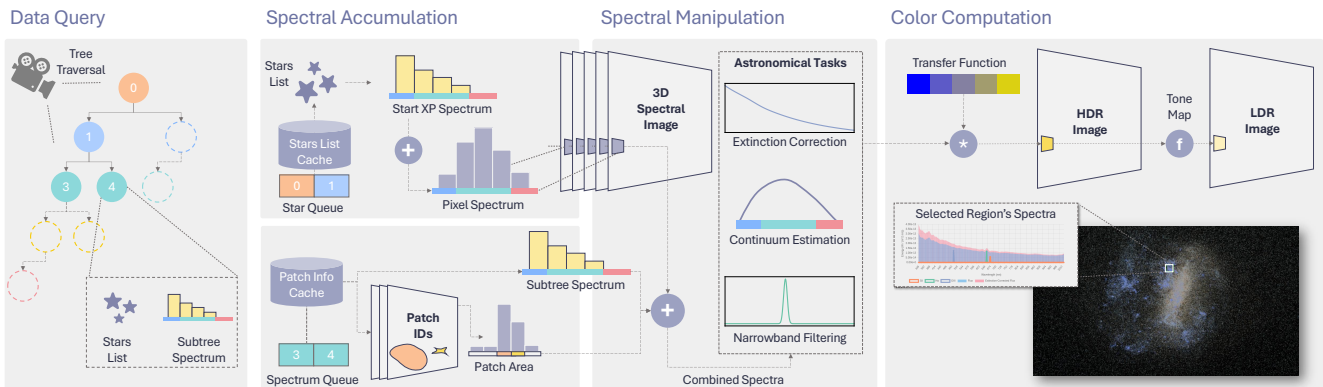 Data Query
Spectral Accumulation
Spectral Manipulation
Color Computation
Tree
Traversal
0
1
3
4
Stars
List
Subtree
Spectrum
Stars
List
Start XP Spectrum
Stars List
Cache
0
1
Star Queue
+
Pixel Spectrum
Patch Info
Cache
3
4
Spectrum Queue
Patch
IDs
Subtree Spectrum
Patch Area
3D
Spectral
Image
+
Combined Spectra
Astronomical Tasks
Extinction Correction
Continuum Estimation
Narrowband Filtering
Transfer Function
*
HDR
Image
Tone
Map
f
LDR
Image
Selected Region's Spectra